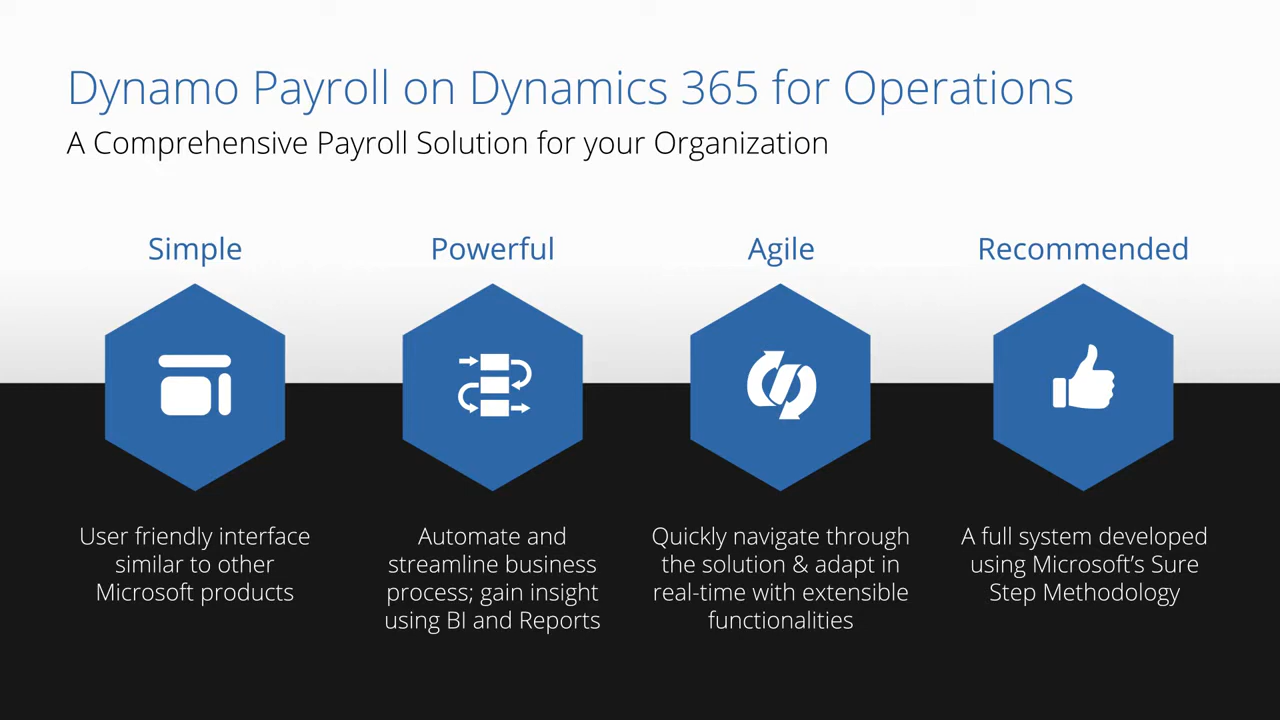 Dynamo Payroll on Dynamics 365 for Operations
A Comprehensive Payroll Solution for your Organization
Simple
User friendly interface
similar to other
Microsoft products
Powerful
Automate and
streamline business
process; gain insight
using BI and Reports
Agile
Quickly navigate through
the solution & adapt in
real-time with extensible
functionalities
Recommended
A full system developed
using Microsoft’s Sure
Step Methodology